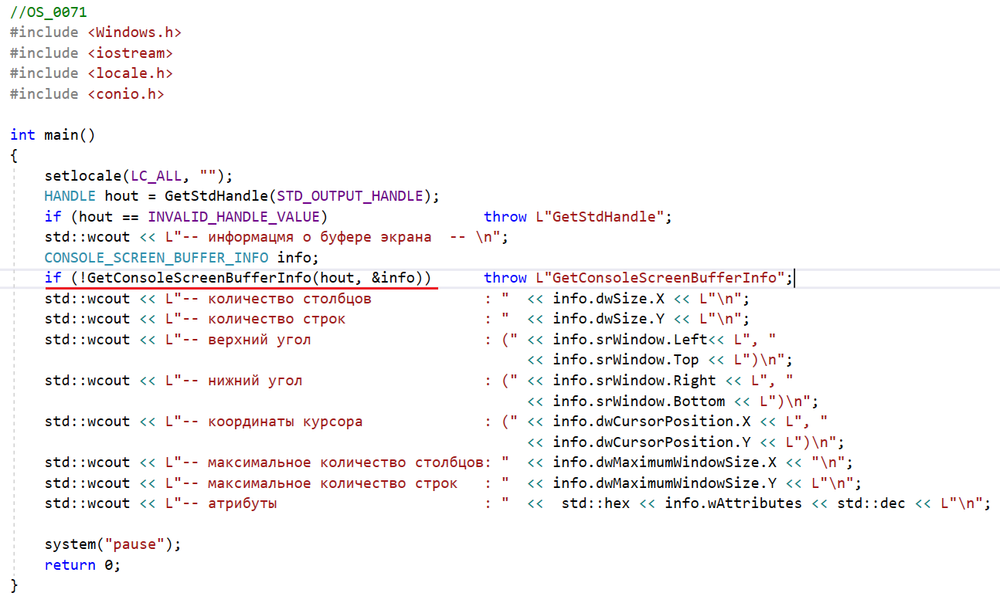 //OS_0071
#include <Windows.h>
#include <iostream>
#include <locale.h>
#include <conio.h>
int main()
{
setlocale(LC_ALL, "");
HANDLE hout = GetStdHandle(STD_OUTPUT_HANDLE);
if (hout == INVALID_HANDLE_VALUE) throw L"GetStdHandle";
std::wcout << L"-- информацмя о буфере экрана -- \n";
CONSOLE_SCREEN_BUFFER_INFO info;
if (!GetConsoleScreenBufferInfo(hout, &info)) throw L"GetConsoleScreenBufferInfo";
std::wcout << L"-- количество столбцов : " << info.dwSize.X << L"\n";
std::wcout << L"-- количество строк : " << info.dwSize.Y << L"\n";
std::wcout << L"-- верхний угол : (" << info.srWindow.Left<< L", "
<< info.srWindow.Top << L")\n";
std::wcout << L"-- нижний угол : (" << info.srWindow.Right << L", "
<< info.srWindow.Bottom << L")\n";
std::wcout << L"-- координаты курсора : (" << info.dwCursorPosition.X << L", "
<< info.dwCursorPosition.Y << L")\n";
std::wcout << L"-- максимальное количество столбцов: " << info.dwMaximumWindowSize.X << "\n";
std::wcout << L"-- максимальное количество строк : " << info.dwMaximumWindowSize.Y << L"\n";
std::wcout << L"-- атрибуты : " << std::hex << info.wAttributes << std::dec << L"\n";
system("pause");
return 0;
}